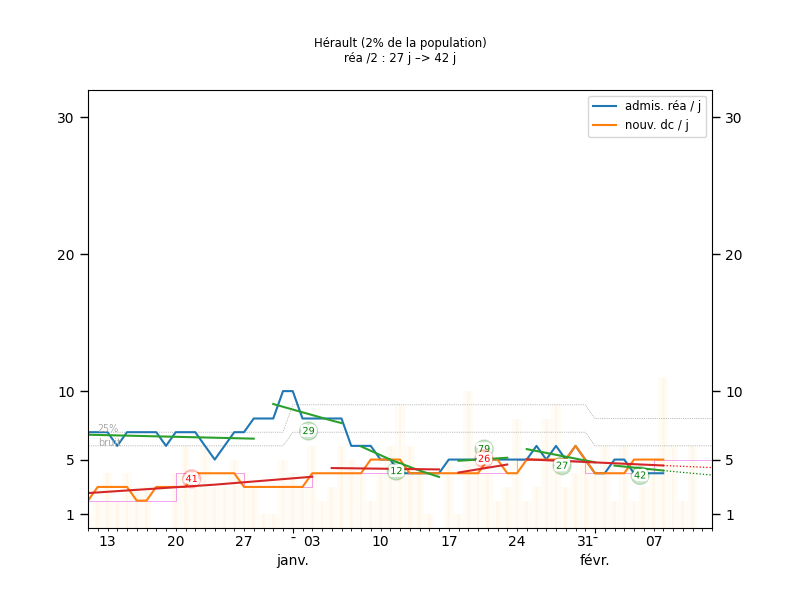 Hérault (2% de la population)
réa /2 : 27 j –> 42 j
admis. réa / j
nouv. dc / j
30 30
20 20
10 10
5 5
1 1
25%
41
29
12
79
26
27
42
13 20 27 03 10 17 24 31 07
janv. févr.